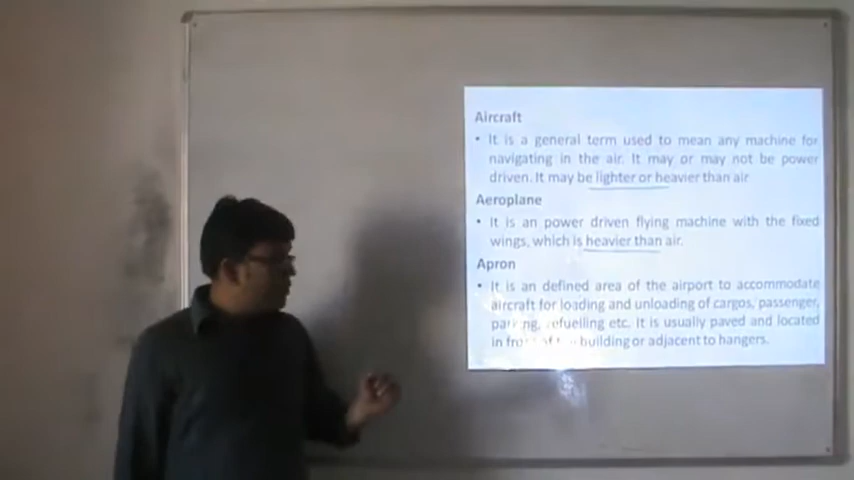 Aircraft
• It is a general term used to mean any machine for
navigating in the air. It may or may not be power
driven. It may be lighter or heavier than air
Aeroplane
• It is an power driven flying machine with the fixed
wings, which is heavier than air.
Apron
• It is an defined area of the airport to accommodate
aircraft for loading and unloading of cargos, passenger,
refuelling etc. It is usually paved and located
in building or adjacent to hangers.